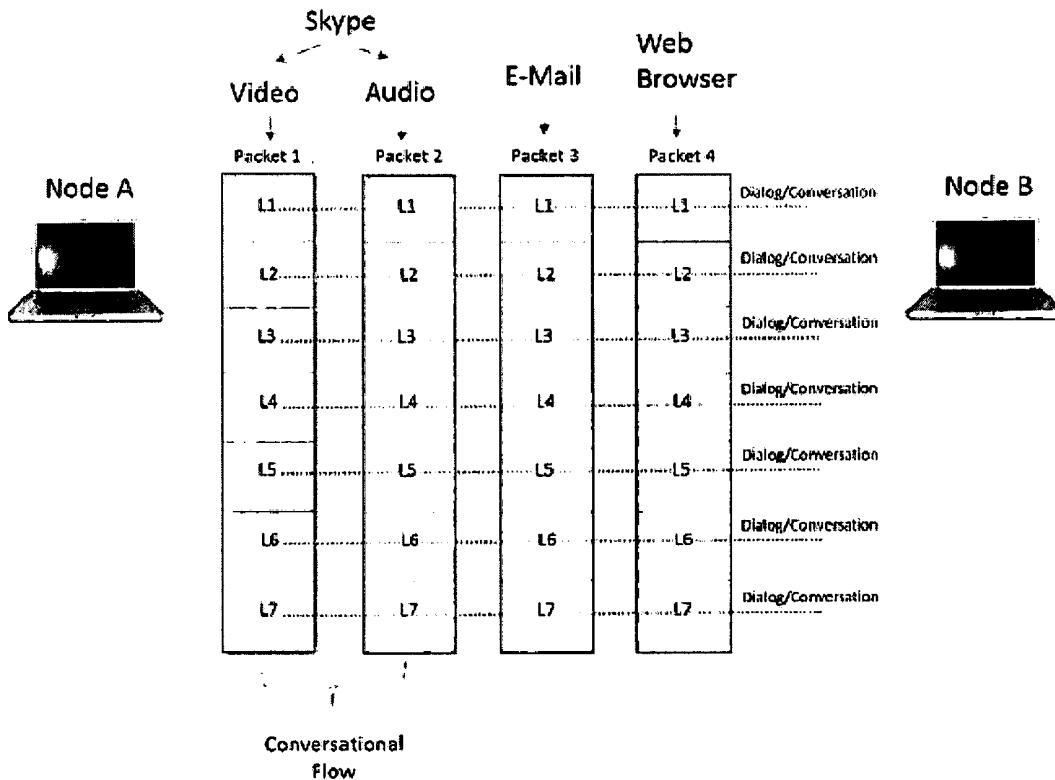 Skype
Video
Audio
E-Mail
Web
Browser
Packet 1
Packet 2
Packet 3
Packet 4
Node A
Node B
L1 L1 L1 L1 Dialog/Conversation
L2 L2 L2 L2 Dialog/Conversation
L3 L3 L3 L3 Dialog/Conversation
L4 L4 L4 L4 Dialog/Conversation
L5 L5 L5 L5 Dialog/Conversation
L6 L6 L6 L6 Dialog/Conversation
L7 L7 L7 L7 Dialog/Conversation
Conversational
Flow